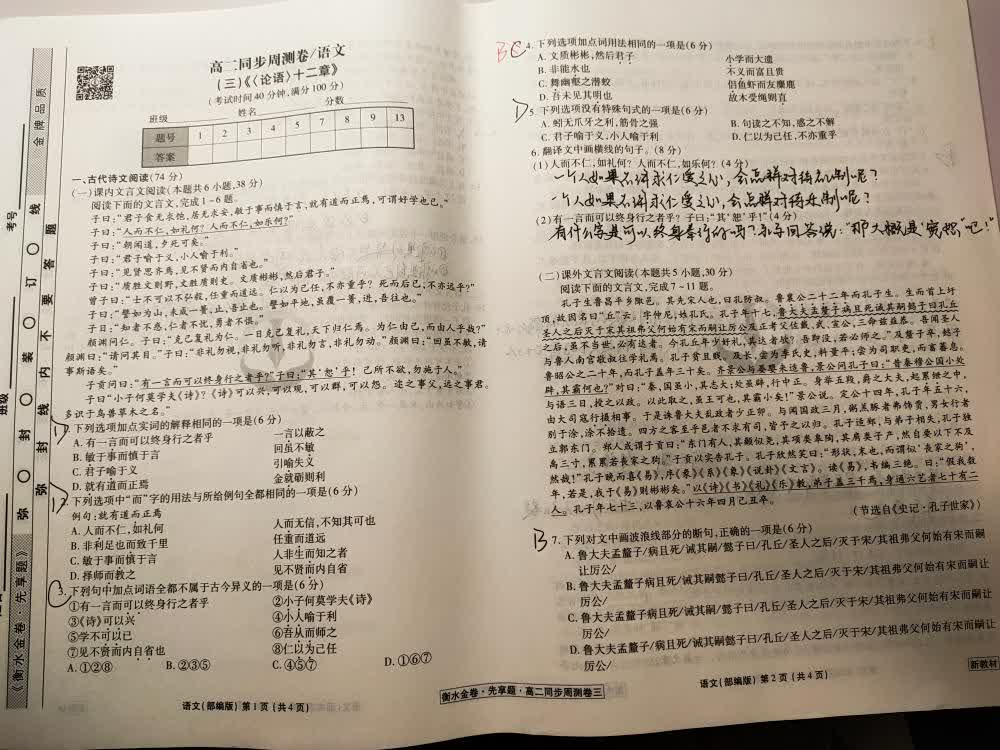 高二同步周测卷/语文
(三)《〈论语〉十二章》
(考试时间40分钟,满分100分)
班级 姓名 分数
题号 1 2 3 4 5 7 8 9 13
答案
一、古代诗文阅读(74分)
(一)课内文言文阅读(本题共6小题,38分)
阅读下面的文言文,完成1~6题。
子曰:“君子食无求饱,居无求安,敏于事而慎于言,就有道而正焉,可谓好学也已。”
子曰:“人而不仁,如礼何?人而不仁,如乐何?”
子曰:“朝闻道,夕死可矣。”
子曰:“君子喻于义,小人喻于利。”
子曰:“见贤思齐焉,见不贤而内自省也。”
子曰:“质胜文则野,文胜质则史。文质彬彬,然后君子。”
曾子曰:“士不可以不弘毅,任重而道远。仁以为己任,不亦重乎?死而后已,不亦远乎?”
子曰:“譬如为山,未成一篑,止,吾止也。譬如平地,虽覆一篑,进,吾往也。”
子曰:“知者不惑,仁者不忧,勇者不惧。”
颜渊问仁。子曰:“克己复礼为仁。一日克己复礼,天下归仁焉。为仁由己,而由人乎哉?”
颜渊曰:“请问其目。”子曰:“非礼勿视,非礼勿听,非礼勿言,非礼勿动。”颜渊曰:“回虽不敏,请
事斯语矣。”
子贡问曰:“有一言而可以终身行之者乎?”子曰:“其‘恕’乎!己所不欲,勿施于人。”
子曰:“小子何莫学夫《诗》?《诗》可以兴,可以观,可以群,可以怨。迩之事父,远之事君。
多识于鸟兽草木之名。”
D
1.下列选项加点实词的解释相同的一项是(6分)
A. 有一言而可以终身行之者乎 一言以蔽之
B. 敏于事而慎于言 回虽不敏
C. 君子喻于义 引喻失义
D. 就有道而正焉 金就砺则利
D
2.下列选项中“而”字的用法与所给例句全都相同的一项是(6分)
例句:就有道而正焉
A. 人而不仁,如礼何 人而无信,不知其可也
B. 非利足也而致千里 任重而道远
C. 敏于事而慎于言 人非生而知之者
D. 择师而教之 见不贤而内自省
C
3.下列句中加点词语全都不属于古今异义的一项是(6分)
①有一言而可以终身行之者乎 ②小子何莫学夫《诗》
③《诗》可以兴 ④小人喻于利
⑤学不可以已 ⑥吾从而师之
⑦见不贤而内自省也 ⑧仁以为己任
A. ①②⑧ B. ②③⑤ C. ④⑤⑦ D. ①⑥⑦
语文(部编版) 第1页(共4页)
衡水金卷·先享题·高二同步周测卷三
BC
4.下列选项加点词用法相同的一项是(6分)
A. 文质彬彬,然后君子 小学而大遗
B. 非能水也 不义而富且贵
C. 舞幽壑之潜蛟 侣鱼虾而友麋鹿
D. 吾未见其明也 故木受绳则直
D
5.下列选项没有特殊句式的一项是(6分)
A. 蚓无爪牙之利,筋骨之强 B. 句读之不知,惑之不解
C. 君子喻于义,小人喻于利 D. 仁以为己任,不亦重乎
6. 翻译文中画横线的句子。(8分)
(1)人而不仁,如礼何?人而不仁,如乐何?(4分)
一个人如果不讲求仁爱之心,会怎样对待礼制呢?
一个人如果不讲求仁爱之心,会怎样对待乐制呢?
(2)有一言而可以终身行之者乎?子曰:“其‘恕’乎!”(4分)
有什么字是可以终身奉行的吗?孔子回答说:“那大概是‘宽恕’吧!”
(二)课外文言文阅读(本题共5小题,30分)
阅读下面的文言文,完成7~11题。
孔子生鲁昌平乡陬邑。其先宋人也,曰孔防叔。鲁襄公二十二年而孔子生。生而首上圩
顶,故因名曰“丘”云。字仲尼,姓孔氏。孔子年十七,鲁大夫孟釐子病且死诫其嗣懿子曰孔丘
圣人之后灭于宋其祖弗父何始有宋而嗣让厉公及正考父佐戴、武、宣公,三命兹益恭。吾闻圣人
之后,虽不当世,必有达者。今孔丘年少好礼,其达者欤?吾即没,若必师之。”及釐子卒,懿子
与鲁人南宫敬叔往学礼焉。孔子贫且贱,及长,尝为季氏史,料量平;尝为司职吏,而畜蕃息。
鲁昭公之二十年,而孔子盖年三十矣。齐景公与晏婴来适鲁,景公问孔子曰:“昔秦穆公国小处
辟,其霸何也?”对曰:“秦,国虽小,其志大;处虽辟,行中正。身举五羖,爵之大夫,起累绁之中,
与语三日,授之以政。以此取之,虽王可也,其霸小矣!”景公说。定公十四年,孔子年五十六,
由大司寇行摄相事。于是诛鲁大夫乱政者少正卯。与闻国政三月,粥羔豚者弗饰贾,男女行者
别于涂,涂不拾遗。四方之客至乎邑者不求有司,皆予之以归。孔子适郑,与弟子相失,孔子独
立郭东门。郑人或谓子贡曰:“东门有人,其颡似尧,其项类皋陶,其肩类子产,然自要以下不及
禹三寸,累累若丧家之狗。”子贡以实告孔子。孔子欣然笑曰:“形状,末也,而谓似‘丧家之狗’,
然哉!”孔子晚而喜《易》,序《彖》《系》《象》《说卦》《文言》。读《易》,韦编三绝。曰:“假我数
年,若是,我于《易》则彬彬矣。”以《诗》《书》《礼》《乐》教,弟子盖三千焉,身通六艺者七十有二
人。孔子年七十三,以鲁哀公十六年四月己丑卒。
(节选自《史记·孔子世家》)
B
7. 下列对文中画波浪线部分的断句,正确的一项是(6分)
A. 鲁大夫孟釐子/病且死/诫其嗣/懿子曰/孔丘/圣人之后/灭于宋/其祖弗父何始有宋而嗣
让厉公/
B. 鲁大夫孟釐子病且死/诫其嗣懿子曰/孔丘/圣人之后/灭于宋/其祖弗父何始有宋而嗣让
厉公/
C. 鲁大夫孟釐子/病且死/诫其嗣/懿子曰/孔丘/圣人之后/灭于宋/其祖弗父何始有宋而嗣让
厉公/
D. 鲁大夫孟釐子病且死/诫其嗣懿子曰/孔丘/圣人之后/灭于宋/其祖弗父何/始有宋而嗣让
厉公/
新教材
语文(部编版) 第2页(共4页)
金牌品质
考号
班级
弥 封 线 内 不 要 答 题
弥 封 装 订 线
《衡水金卷·先享题》